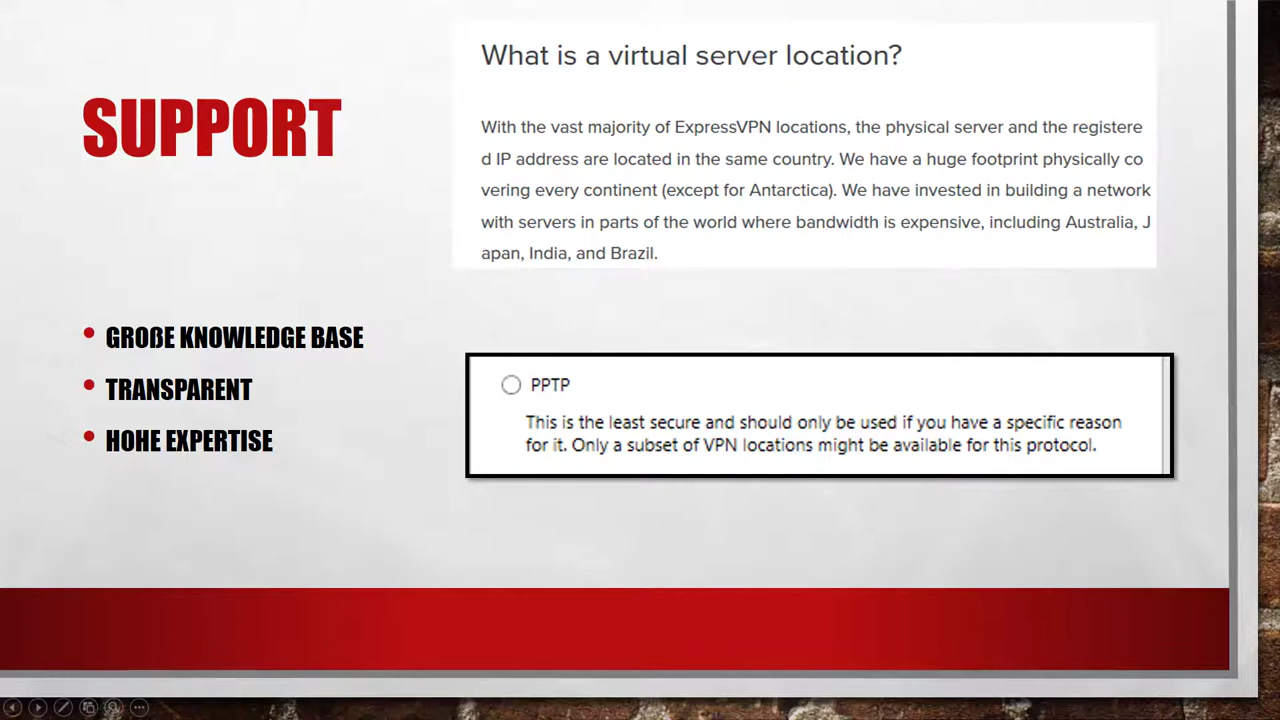 SUPPORT
GROßE KNOWLEDGE BASE
TRANSPARENT
HOHE EXPERTISE
What is a virtual server location?
With the vast majority of ExpressVPN locations, the physical server and the registere
d IP address are located in the same country. We have a huge footprint physically co
vering every continent (except for Antarctica). We have invested in building a network
with servers in parts of the world where bandwidth is expensive, including Australia, J
apan, India, and Brazil.
PPTP
This is the least secure and should only be used if you have a specific reason
for it. Only a subset of VPN locations might be available for this protocol.